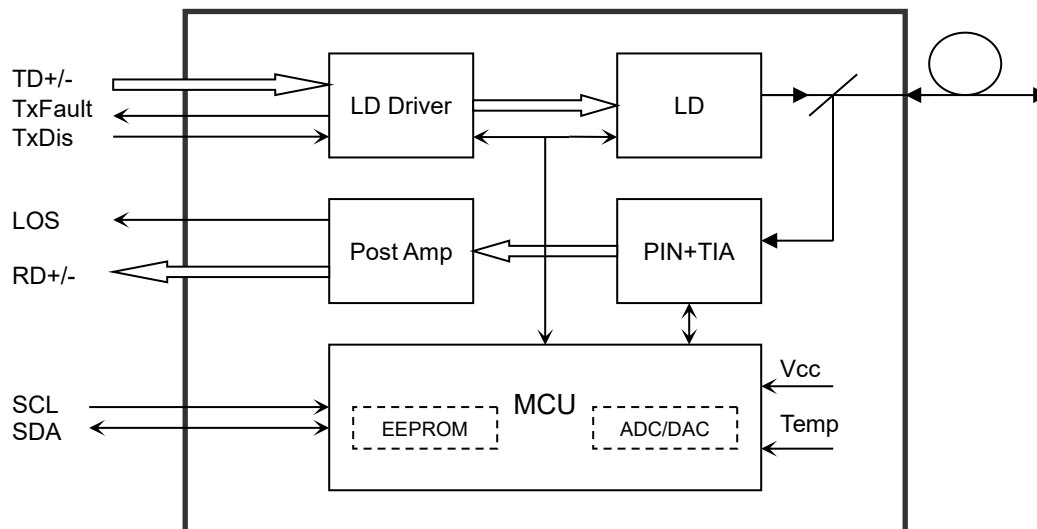 TD+/-
TxFault
TxDis
LD Driver
LD
LOS
RD+/-
Post Amp
PIN+TIA
SCL
SDA
MCU
EEPROM
ADC/DAC
Vcc
Temp